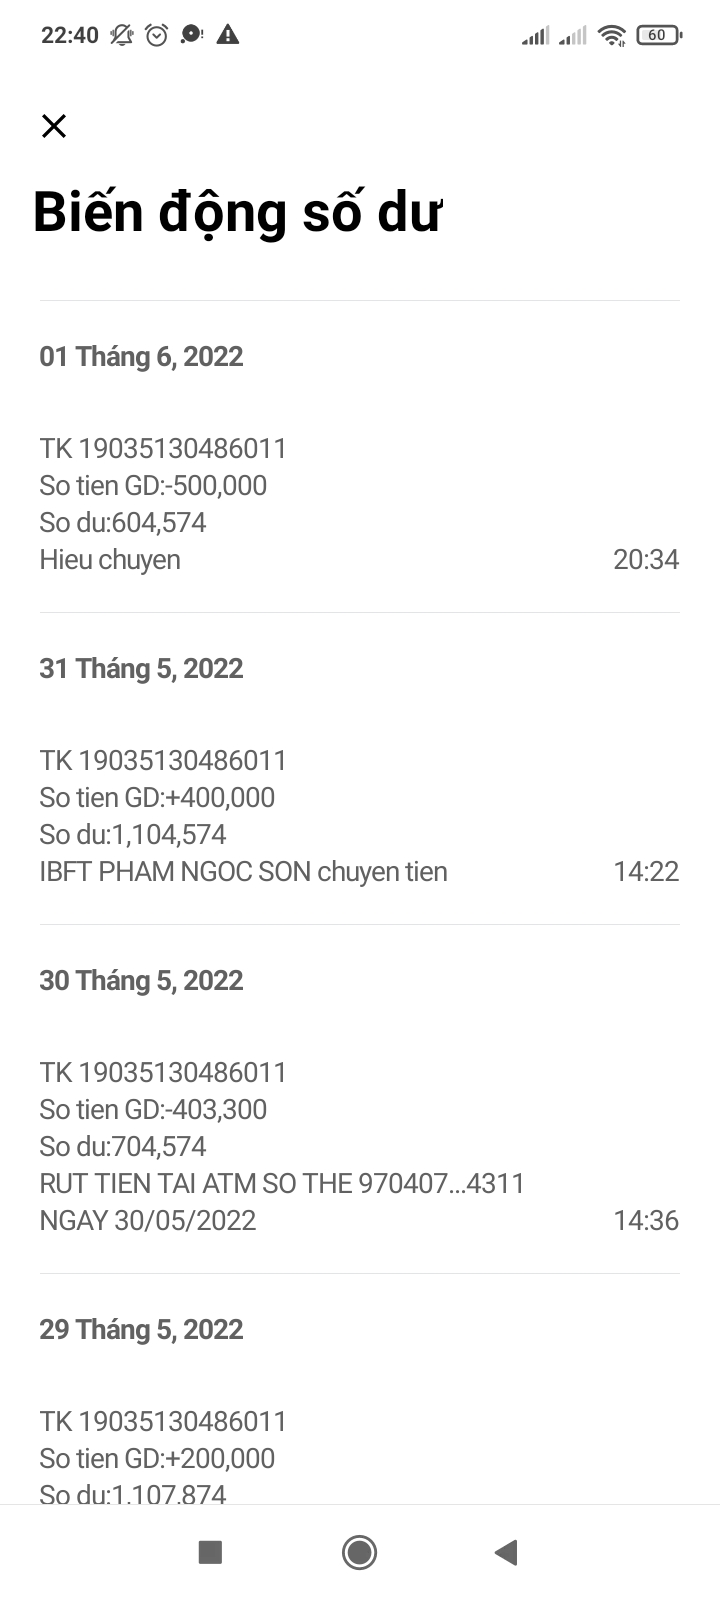 22:40
60
Biến động số dư
01 Tháng 6, 2022
TK 19035130486011
So tien GD:-500,000
So du:604,574
Hieu chuyen 20:34
31 Tháng 5, 2022
TK 19035130486011
So tien GD:+400,000
So du:1,104,574
IBFT PHAM NGOC SON chuyen tien 14:22
30 Tháng 5, 2022
TK 19035130486011
So tien GD:-403,300
So du:704,574
RUT TIEN TAI ATM SO THE 970407...4311
NGAY 30/05/2022 14:36
29 Tháng 5, 2022
TK 19035130486011
So tien GD:+200,000
So du:1,107,874